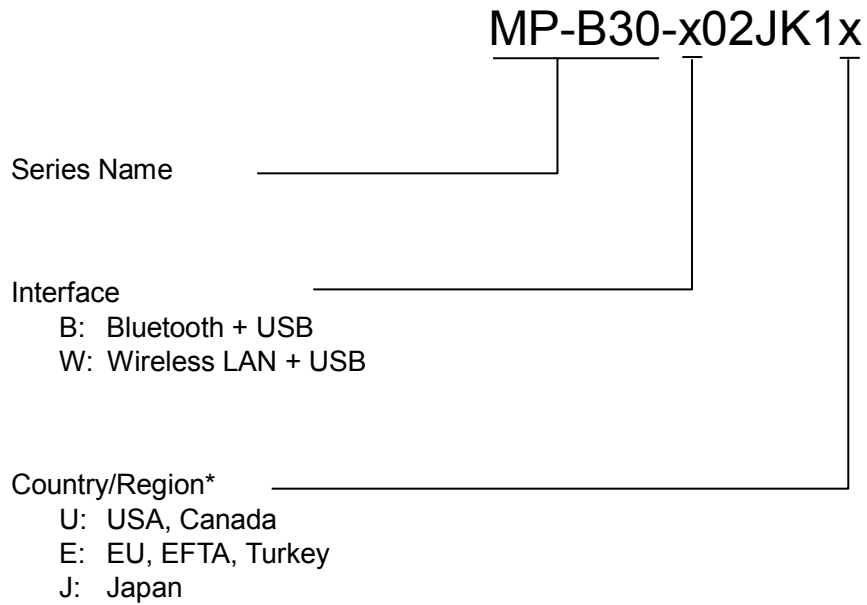 MP-B30-x02JK1x
Series Name
Interface
B: Bluetooth + USB
W: Wireless LAN + USB
Country/Region*
U: USA, Canada
E: EU, EFTA, Turkey
J: Japan